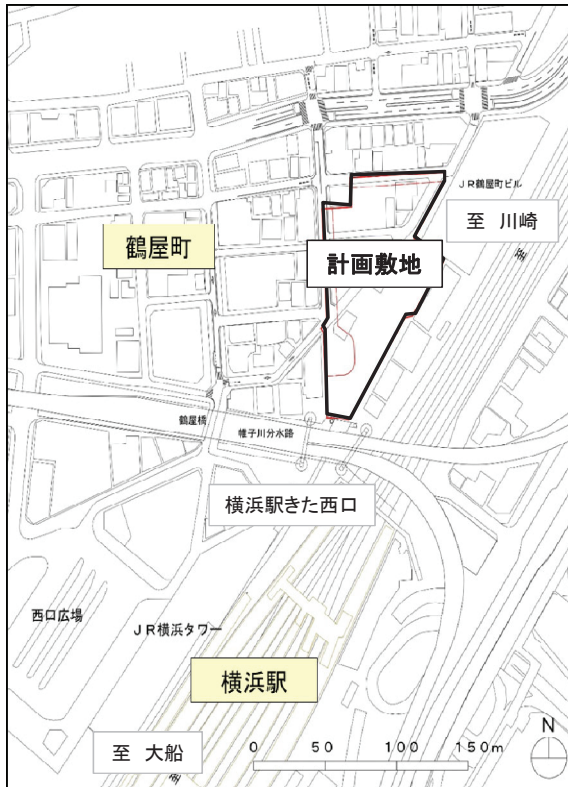 JR鶴屋町ビル
至 川崎
至
鶴屋町
計画敷地
鶴屋橋
帷子川分水路
横浜駅きた西口
西口広場
JR横浜タワー
横浜駅
至 大船
至
0 50 100 150m
N